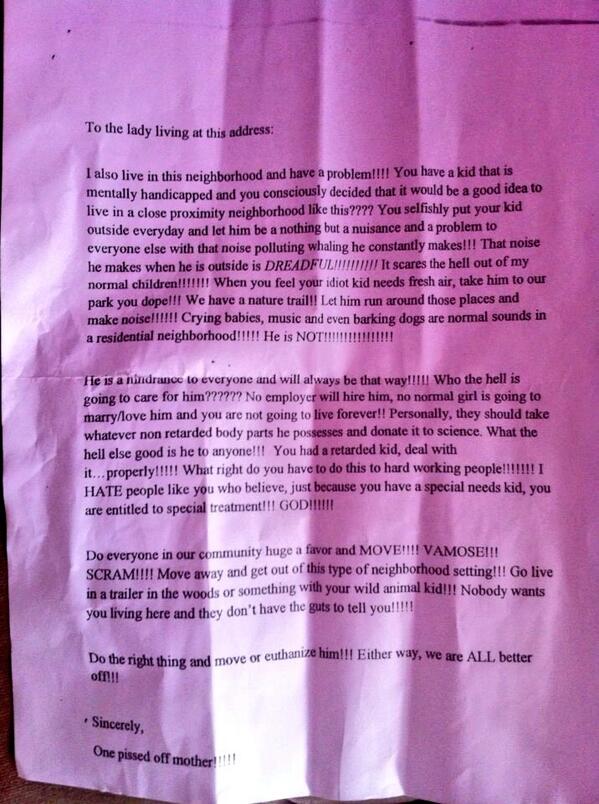 To the lady living at this address:
I also live in this neighborhood and have a problem!!!! You have a kid that is
mentally handicapped and you consciously decided that it would be a good idea to
live in a close proximity neighborhood like this???? You selfishly put your kid
outside everyday and let him be a nothing but a nuisance and a problem to
everyone else with that noise polluting whaling he constantly makes!!! That noise
he makes when he is outside is DREADFUL!!!!!!!!!! It scares the hell out of my
normal children!!!!!!! When you feel your idiot kid needs fresh air, take him to our
park you dope!!! We have a nature trail!! Let him run around those places and
make noise!!!!!! Crying babies, music and even barking dogs are normal sounds in
a residential neighborhood!!!!! He is NOT!!!!!!!!!!!!!!!!
He is a hindrance to everyone and will always be that way!!!!! Who the hell is
going to care for him?????? No employer will hire him, no normal girl is going to
marry/love him and you are not going to live forever!! Personally, they should take
whatever non retarded body parts he possesses and donate it to science. What the
hell else good is he to anyone!!! You had a retarded kid, deal with
it...properly!!!!! What right do you have to do this to hard working people!!!!!!! I
HATE people like you who believe, just because you have a special needs kid, you
are entitled to special treatment!!! GOD!!!!!!
Do everyone in our community huge a favor and MOVE!!!! VAMOSE!!!
SCRAM!!!! Move away and get out of this type of neighborhood setting!!! Go live
in a trailer in the woods or something with your wild animal kid!!! Nobody wants
you living here and they don't have the guts to tell you!!!!!
Do the right thing and move or euthanize him!!! Either way, we are ALL better
off!!!
Sincerely,
One pissed off mother!!!!!